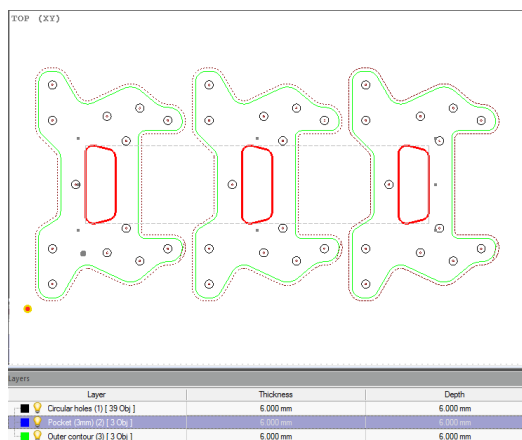 TOP (XY)
Layers
Layer Thickness Depth
Circular holes (1) [ 39 Obj ] 6.000 mm 6.000 mm
Pocket (3mm) (2) [ 3 Obj ] 6.000 mm 6.000 mm
Outer contour (3) [ 3 Obj ] 6.000 mm 6.000 mm